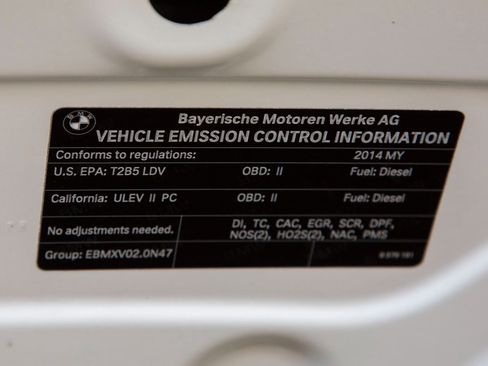 BMW
Bayerische Motoren Werke AG
VEHICLE EMISSION CONTROL INFORMATION
Conforms to regulations: 2014 MY
U.S. EPA: T2B5 LDV OBD: II Fuel: Diesel
California: ULEV II PC OBD: II Fuel: Diesel
No adjustments needed. DI, TC, CAC, EGR, SCR, DPF,
NOS(2), HO2S(2), NAC, PMS
Group: EBMXV02.0N47